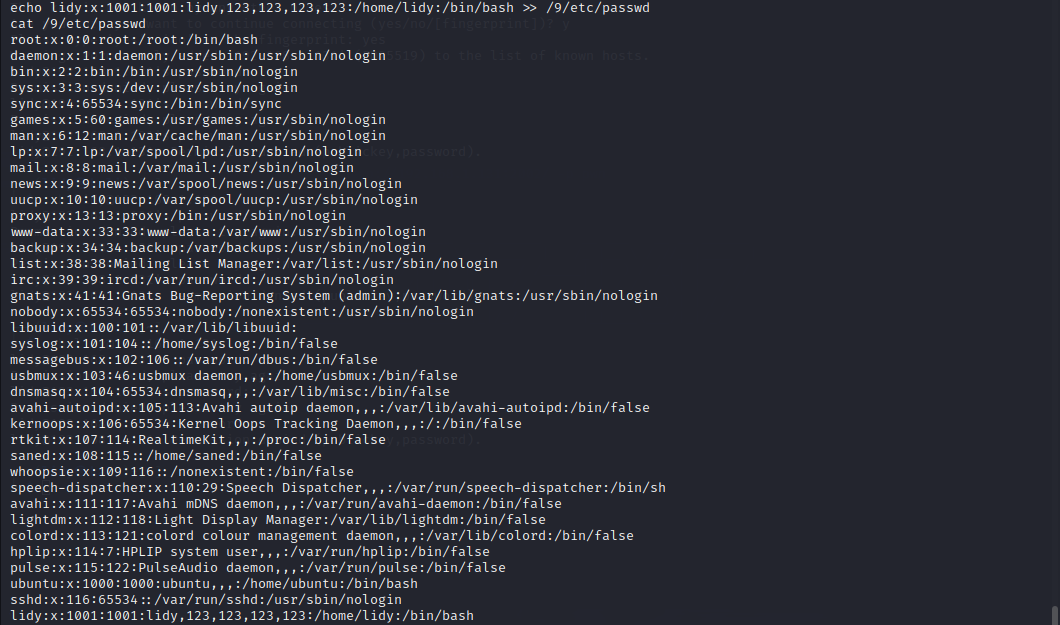 echo lidy:x:1001:1001:lidy,123,123,123,123:/home/lidy:/bin/bash >> /9/etc/passwd
cat /9/etc/passwd
root:x:0:0:root:/root:/bin/bash
daemon:x:1:1:daemon:/usr/sbin:/usr/sbin/nologin
bin:x:2:2:bin:/bin:/usr/sbin/nologin
sys:x:3:3:sys:/dev:/usr/sbin/nologin
sync:x:4:65534:sync:/bin:/bin/sync
games:x:5:60:games:/usr/games:/usr/sbin/nologin
man:x:6:12:man:/var/cache/man:/usr/sbin/nologin
lp:x:7:7:lp:/var/spool/lpd:/usr/sbin/nologin
mail:x:8:8:mail:/var/mail:/usr/sbin/nologin
news:x:9:9:news:/var/spool/news:/usr/sbin/nologin
uucp:x:10:10:uucp:/var/spool/uucp:/usr/sbin/nologin
proxy:x:13:13:proxy:/bin:/usr/sbin/nologin
www-data:x:33:33:www-data:/var/www:/usr/sbin/nologin
backup:x:34:34:backup:/var/backups:/usr/sbin/nologin
list:x:38:38:Mailing List Manager:/var/list:/usr/sbin/nologin
irc:x:39:39:ircd:/var/run/ircd:/usr/sbin/nologin
gnats:x:41:41:Gnats Bug-Reporting System (admin):/var/lib/gnats:/usr/sbin/nologin
nobody:x:65534:65534:nobody:/nonexistent:/usr/sbin/nologin
libuuid:x:100:101::/var/lib/libuuid:
syslog:x:101:104::/home/syslog:/bin/false
messagebus:x:102:106::/var/run/dbus:/bin/false
usbmux:x:103:46:usbmux daemon,,,:/home/usbmux:/bin/false
dnsmasq:x:104:65534:dnsmasq,,,:/var/lib/misc:/bin/false
avahi-autoipd:x:105:113:Avahi autoip daemon,,,:/var/lib/avahi-autoipd:/bin/false
kernoops:x:106:65534:Kernel Oops Tracking Daemon,,,:/:/bin/false
rtkit:x:107:114:RealtimeKit,,,:/proc:/bin/false
saned:x:108:115::/home/saned:/bin/false
whoopsie:x:109:116::/nonexistent:/bin/false
speech-dispatcher:x:110:29:Speech Dispatcher,,,:/var/run/speech-dispatcher:/bin/sh
avahi:x:111:117:Avahi mDNS daemon,,,:/var/run/avahi-daemon:/bin/false
lightdm:x:112:118:Light Display Manager:/var/lib/lightdm:/bin/false
colord:x:113:121:colord colour management daemon,,,:/var/lib/colord:/bin/false
hplip:x:114:7:HPLIP system user,,,:/var/run/hplip:/bin/false
pulse:x:115:122:PulseAudio daemon,,,:/var/run/pulse:/bin/false
ubuntu:x:1000:1000:ubuntu,,,:/home/ubuntu:/bin/bash
sshd:x:116:65534::/var/run/sshd:/usr/sbin/nologin
lidy:x:1001:1001:lidy,123,123,123,123:/home/lidy:/bin/bash